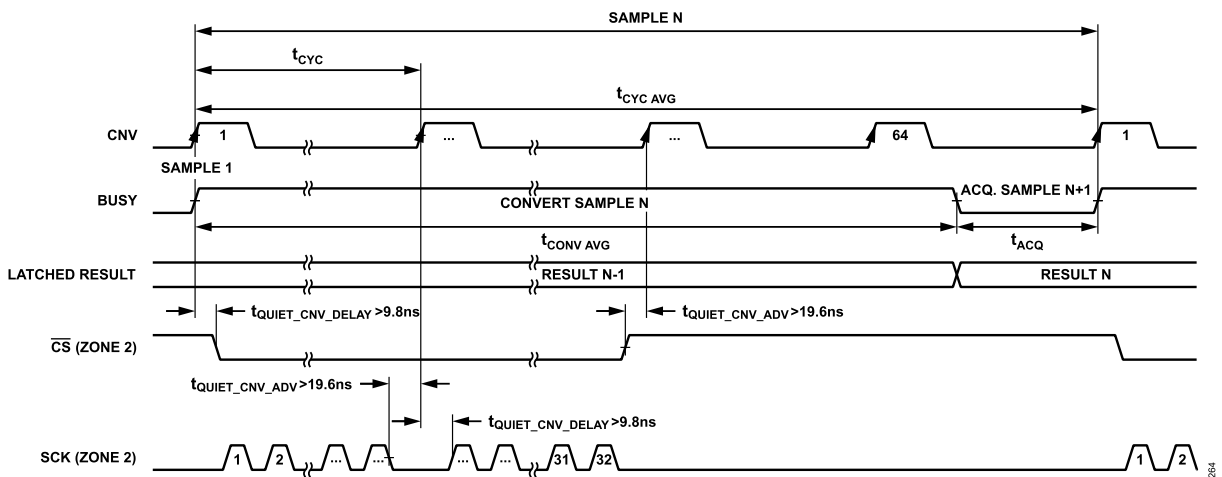 SAMPLE N
tCYC
tCYC AVG
CNV
1
...
...
64
1
SAMPLE 1
BUSY
CONVERT SAMPLE N
ACQ. SAMPLE N+1
tCONV AVG
tACQ
LATCHED RESULT
RESULT N-1
RESULT N
tQUIET_CNV_DELAY>9.8ns
tQUIET_CNV_ADV>19.6ns
CS (ZONE 2)
tQUIET_CNV_ADV>19.6ns
tQUIET_CNV_DELAY>9.8ns
SCK (ZONE 2)
1 2 ... ... ... ... 31 32 1 2
264